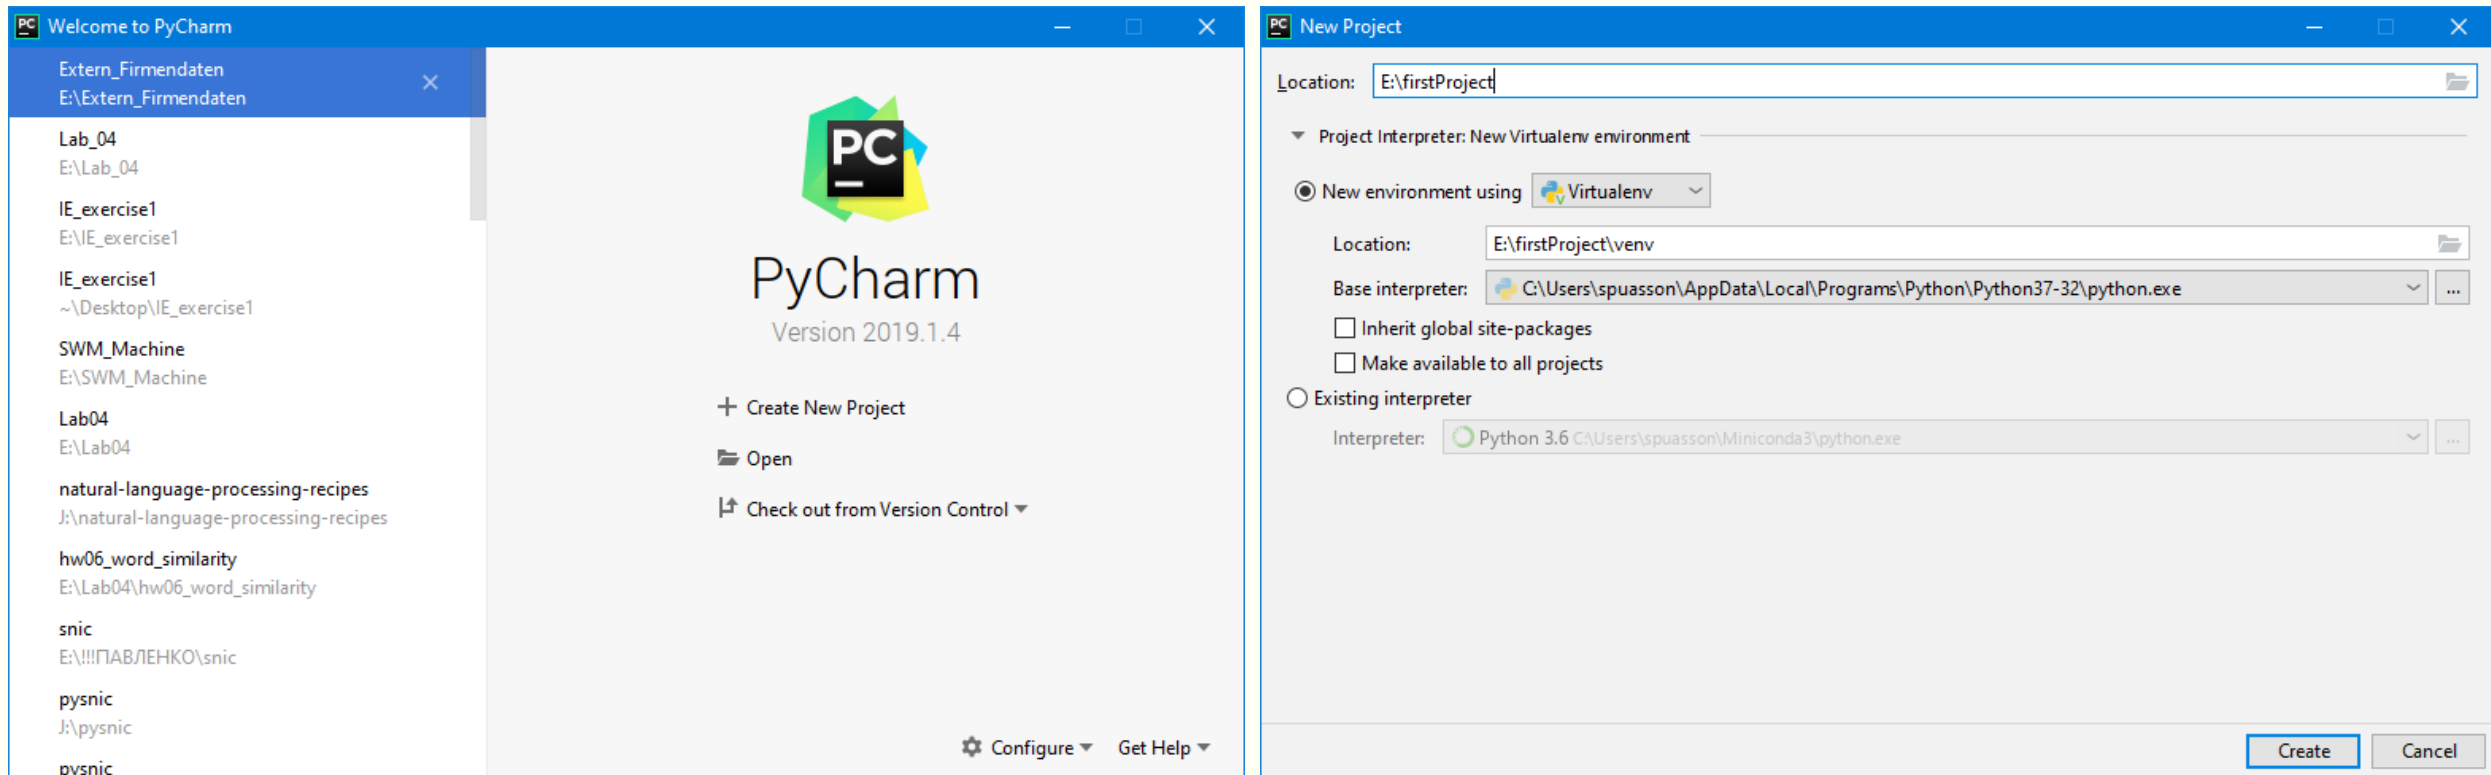 Welcome to PyCharm
Extern_Firmendaten
E:\Extern_Firmendaten
Lab_04
E:\Lab_04
IE_exercise1
E:\IE_exercise1
IE_exercise1
~\Desktop\IE_exercise1
SWM_Machine
E:\SWM_Machine
Lab04
E:\Lab04
natural-language-processing-recipes
J:\natural-language-processing-recipes
hw06_word_similarity
E:\Lab04\hw06_word_similarity
snic
E:\!!!ПАВЛЕНКО\snic
pysnic
J:\pysnic
pysnic
PC
PyCharm
Version 2019.1.4
Create New Project
Open
Check out from Version Control
Configure
Get Help
New Project
Location: E:\firstProject
Project Interpreter: New Virtualenv environment
New environment using Virtualenv
Location: E:\firstProject\venv
Base interpreter: C:\Users\spuasson\AppData\Local\Programs\Python\Python37-32\python.exe ...
Inherit global site-packages
Make available to all projects
Existing interpreter
Interpreter: Python 3.6 C:\Users\spuasson\Miniconda3\python.exe ...
Create Cancel